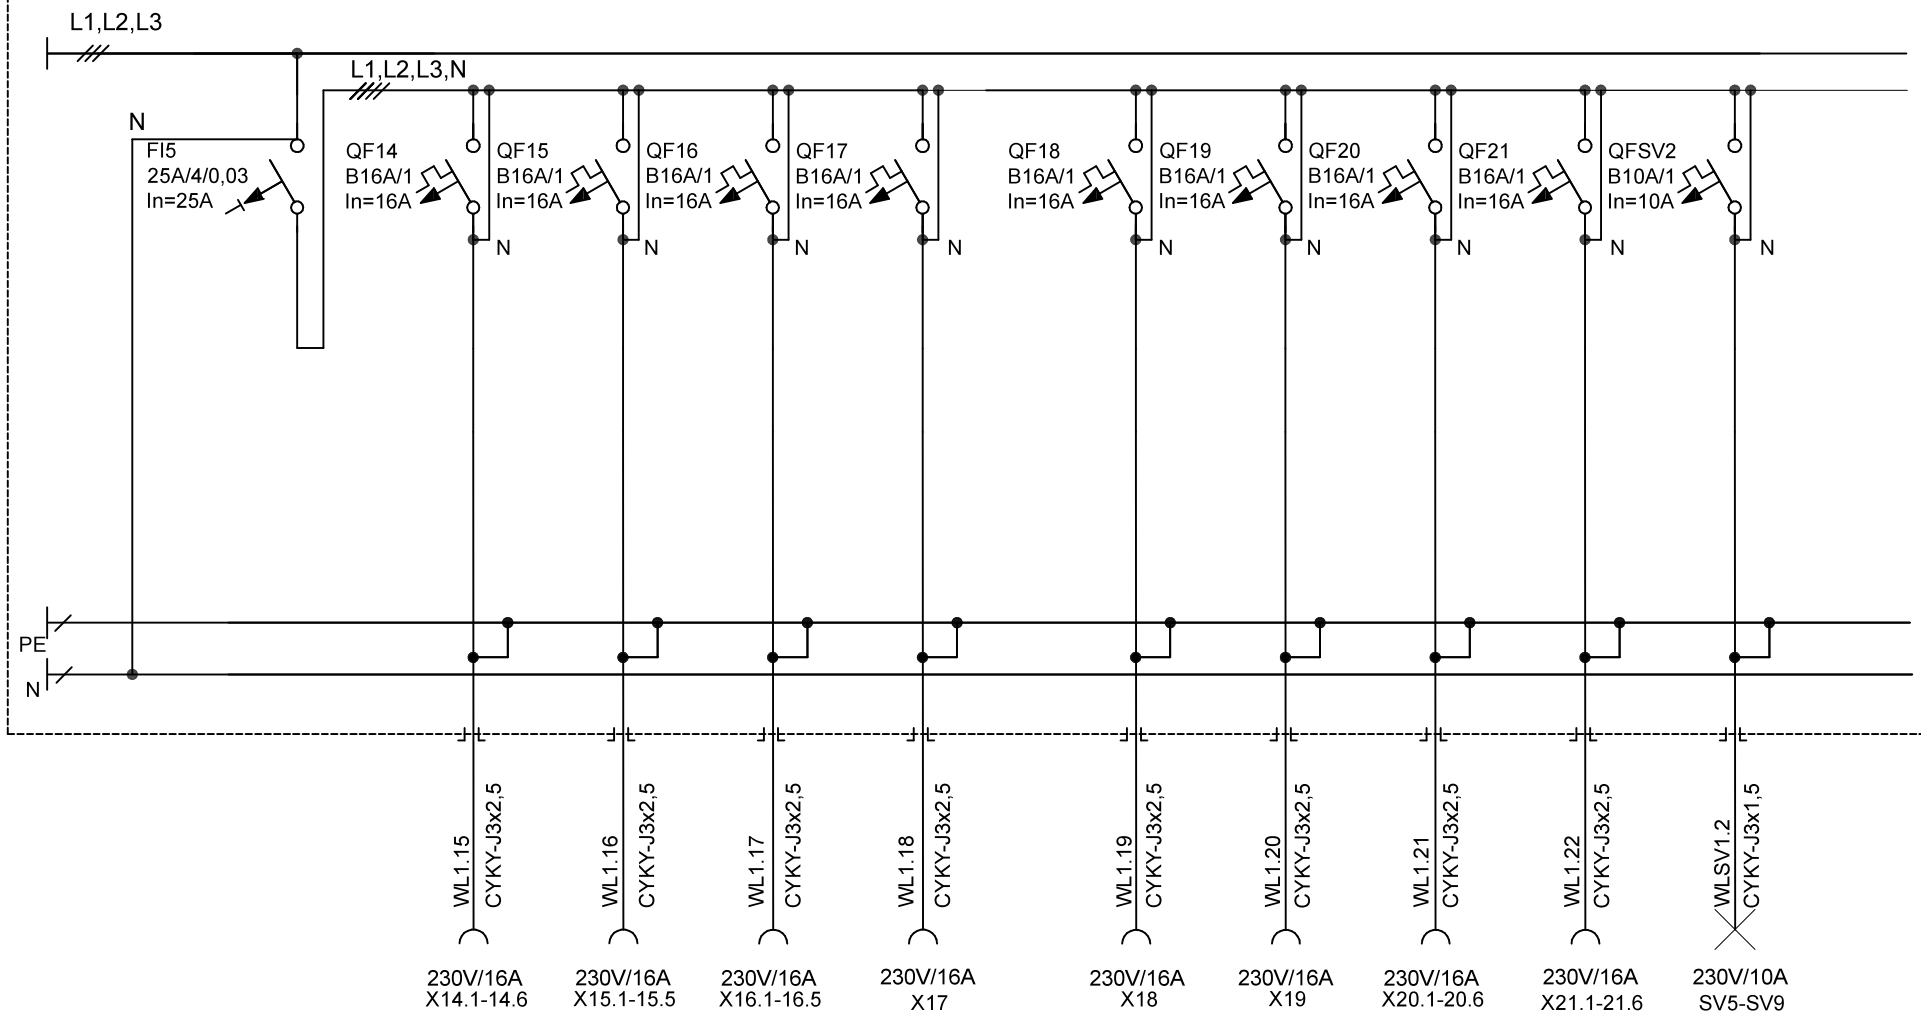 L1,L2,L3
L1,L2,L3,N
N
FI5
25A/4/0,03
In=25A
QF14
B16A/1
In=16A
N
QF15
B16A/1
In=16A
N
QF16
B16A/1
In=16A
N
QF17
B16A/1
In=16A
N
QF18
B16A/1
In=16A
N
QF19
B16A/1
In=16A
N
QF20
B16A/1
In=16A
N
QF21
B16A/1
In=16A
N
QFSV2
B10A/1
In=10A
N
PE
N
WL1.15
CYKY-J3x2,5
WL1.16
CYKY-J3x2,5
WL1.17
CYKY-J3x2,5
WL1.18
CYKY-J3x2,5
WL1.19
CYKY-J3x2,5
WL1.20
CYKY-J3x2,5
WL1.21
CYKY-J3x2,5
WL1.22
CYKY-J3x2,5
WLSV1.2
CYKY-J3x1,5
230V/16A
X14.1-14.6
230V/16A
X15.1-15.5
230V/16A
X16.1-16.5
230V/16A
X17
230V/16A
X18
230V/16A
X19
230V/16A
X20.1-20.6
230V/16A
X21.1-21.6
230V/10A
SV5-SV9